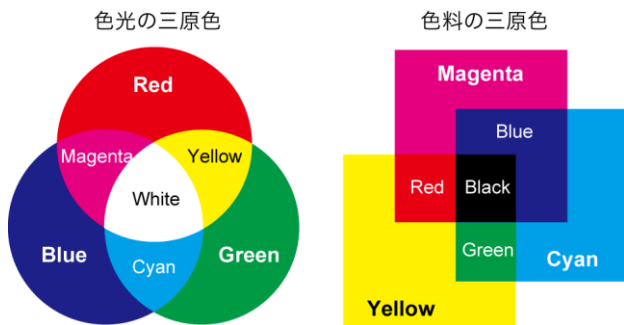 色光の三原色
Red
Magenta
Yellow
White
Blue
Cyan
Green
色料の三原色
Magenta
Blue
Red
Black
Green
Cyan
Yellow